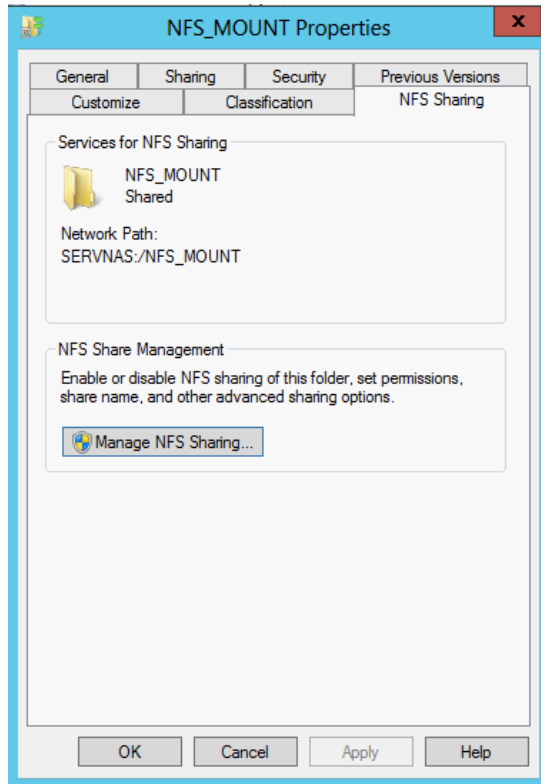 NFS_MOUNT Properties
x
General Sharing Security Previous Versions
Customize Classification NFS Sharing
Services for NFS Sharing
NFS_MOUNT
Shared
Network Path:
SERVNAS:/NFS_MOUNT
NFS Share Management
Enable or disable NFS sharing of this folder, set permissions,
share name, and other advanced sharing options.
Manage NFS Sharing...
OK Cancel Apply Help